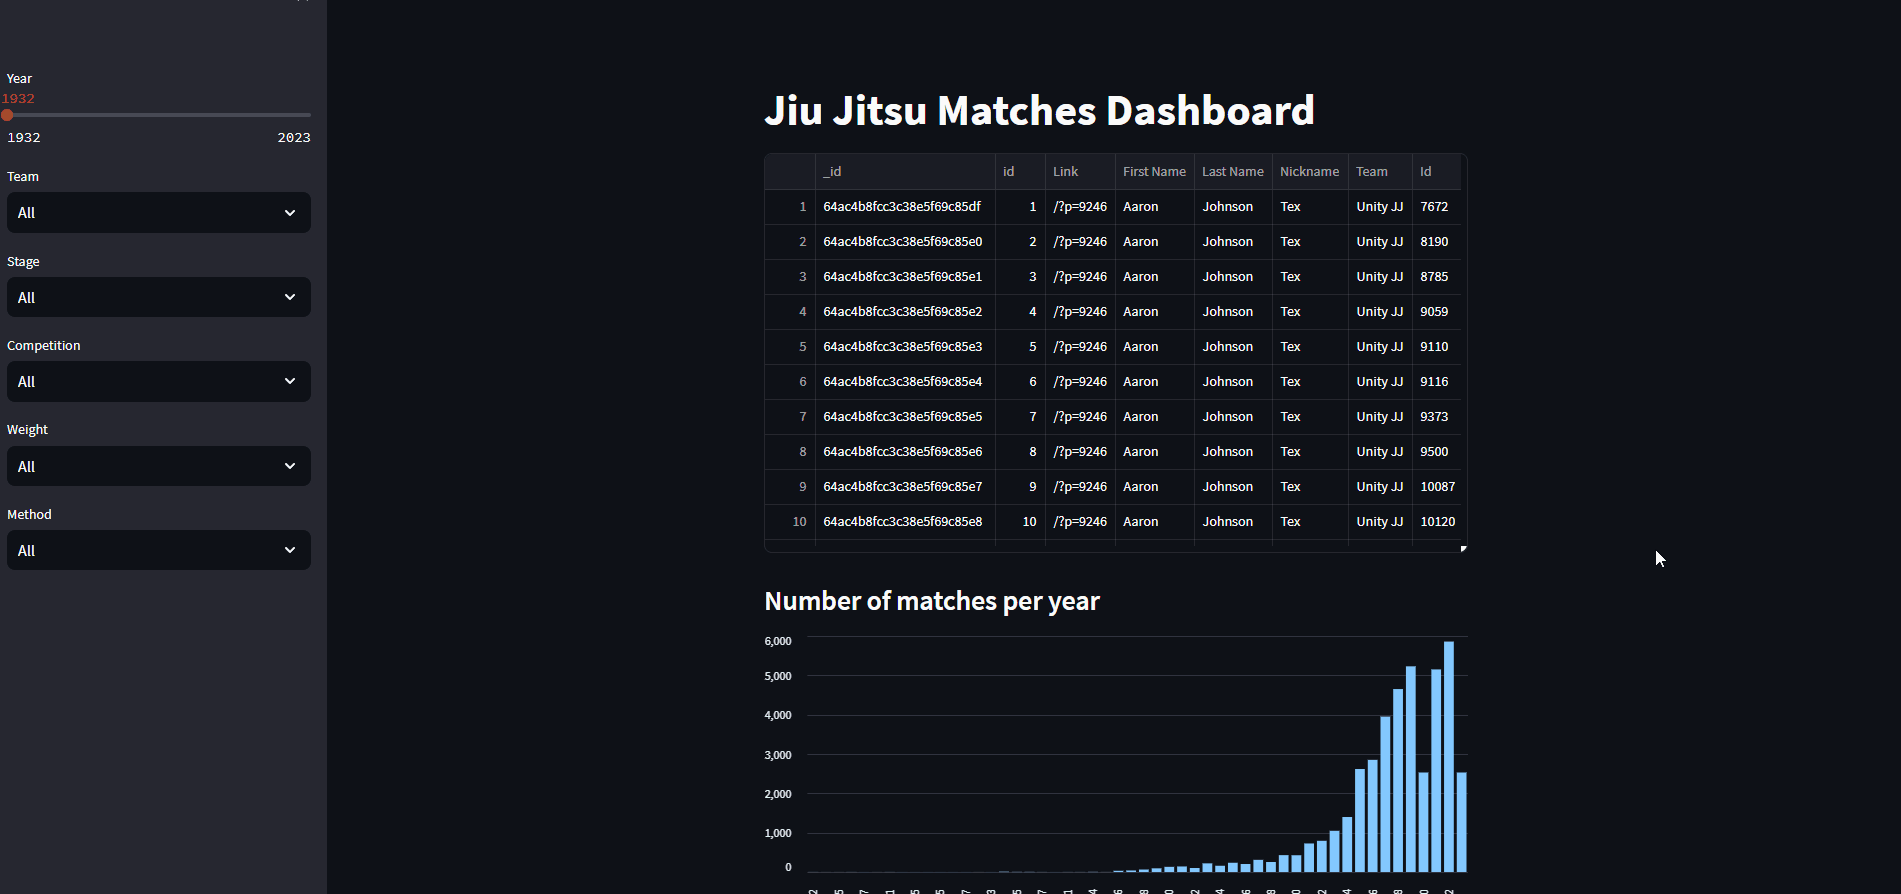 Year
1932
1932 2023
Team
All
Stage
All
Competition
All
Weight
All
Method
All
Jiu Jitsu Matches Dashboard
_id id Link First Name Last Name Nickname Team Id
1 64ac4b8fcc3c38e5f69c85df 1 /?p=9246 Aaron Johnson Tex Unity JJ 7672
2 64ac4b8fcc3c38e5f69c85e0 2 /?p=9246 Aaron Johnson Tex Unity JJ 8190
3 64ac4b8fcc3c38e5f69c85e1 3 /?p=9246 Aaron Johnson Tex Unity JJ 8785
4 64ac4b8fcc3c38e5f69c85e2 4 /?p=9246 Aaron Johnson Tex Unity JJ 9059
5 64ac4b8fcc3c38e5f69c85e3 5 /?p=9246 Aaron Johnson Tex Unity JJ 9110
6 64ac4b8fcc3c38e5f69c85e4 6 /?p=9246 Aaron Johnson Tex Unity JJ 9116
7 64ac4b8fcc3c38e5f69c85e5 7 /?p=9246 Aaron Johnson Tex Unity JJ 9373
8 64ac4b8fcc3c38e5f69c85e6 8 /?p=9246 Aaron Johnson Tex Unity JJ 9500
9 64ac4b8fcc3c38e5f69c85e7 9 /?p=9246 Aaron Johnson Tex Unity JJ 10087
10 64ac4b8fcc3c38e5f69c85e8 10 /?p=9246 Aaron Johnson Tex Unity JJ 10120
Number of matches per year
6,000
5,000
4,000
3,000
2,000
1,000
0